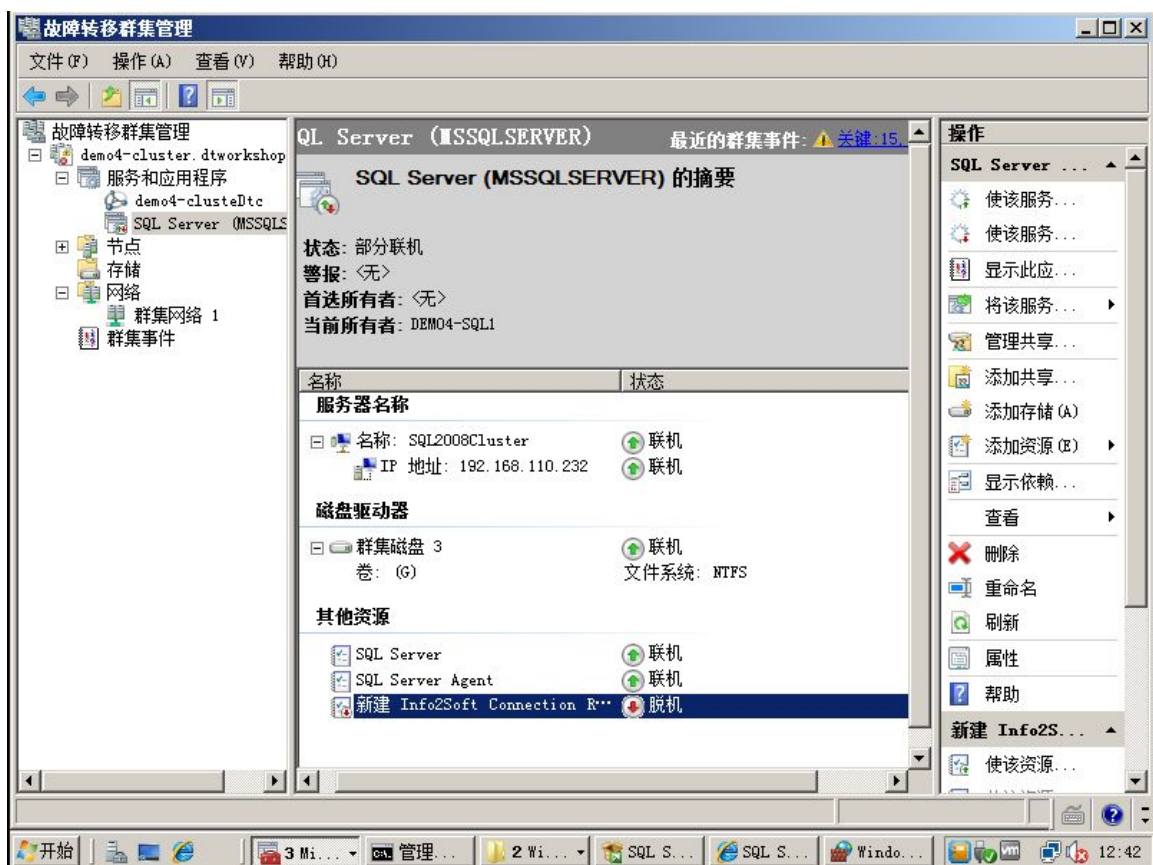 故障转移群集管理
文件(F) 操作(A) 查看(V) 帮助(H)
故障转移群集管理
demo4-cluster.dtworkshop
服务和应用程序
demo4-clusteDtc
SQL Server (MSSQLS
节点
存储
网络
群集网络 1
群集事件
QL Server (MSSQLSERVER) 最近的群集事件: 关键:15,
SQL Server (MSSQLSERVER) 的摘要
状态: 部分联机
警报: <无>
首选所有者: <无>
当前所有者: DEMO4-SQL1
名称 状态
服务器名称
名称: SQL2008Cluster 联机
IP 地址: 192.168.110.232 联机
磁盘驱动器
群集磁盘 3 联机
卷: (G) 文件系统: NTFS
其他资源
SQL Server 联机
SQL Server Agent 联机
新建 Info2Soft Connection R... 脱机
操作
SQL Server ...
使该服务...
使该服务...
显示此应...
将该服务...
管理共享...
添加共享...
添加存储(A)
添加资源(E)
显示依赖...
查看
删除
重命名
刷新
属性
帮助
新建 Info2S...
使该资源...
开始 3 Mi... 管理... 2 Wi... SQL S... SQL S... Windo... 12:42